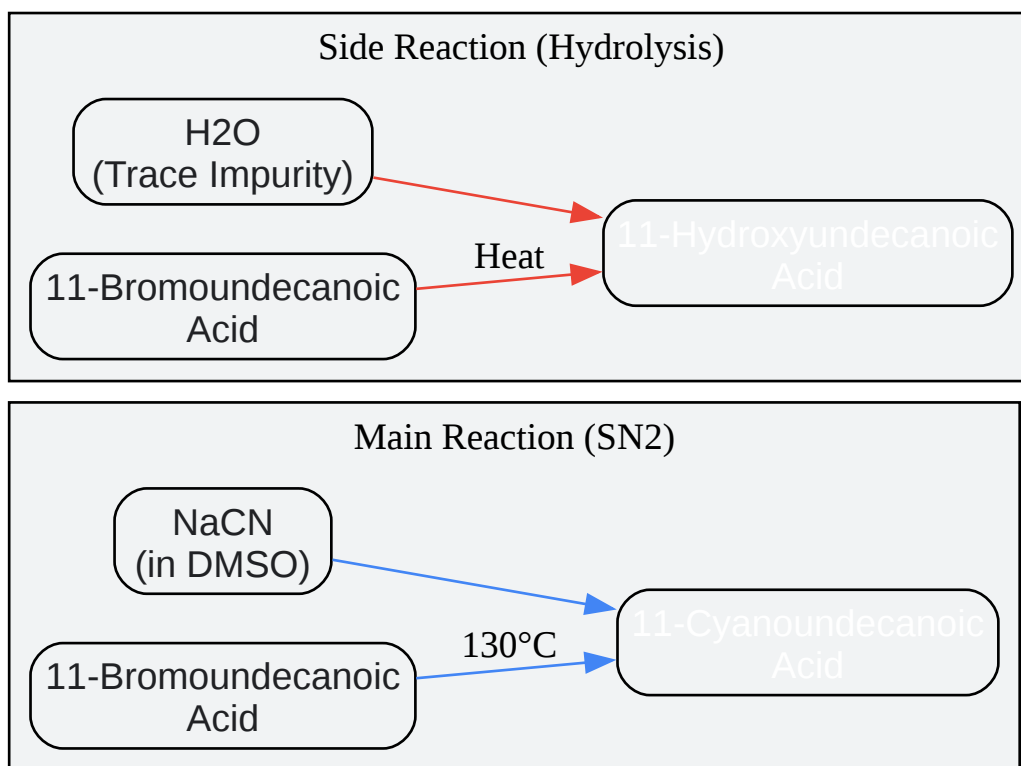 Side Reaction (Hydrolysis)
H2O
(Trace Impurity)
11-Hydroxyundecanoic
Acid
Heat
11-Bromoundecanoic
Acid
Main Reaction (SN2)
NaCN
(in DMSO)
11-Cyanoundecanoic
Acid
130°C
11-Bromoundecanoic
Acid